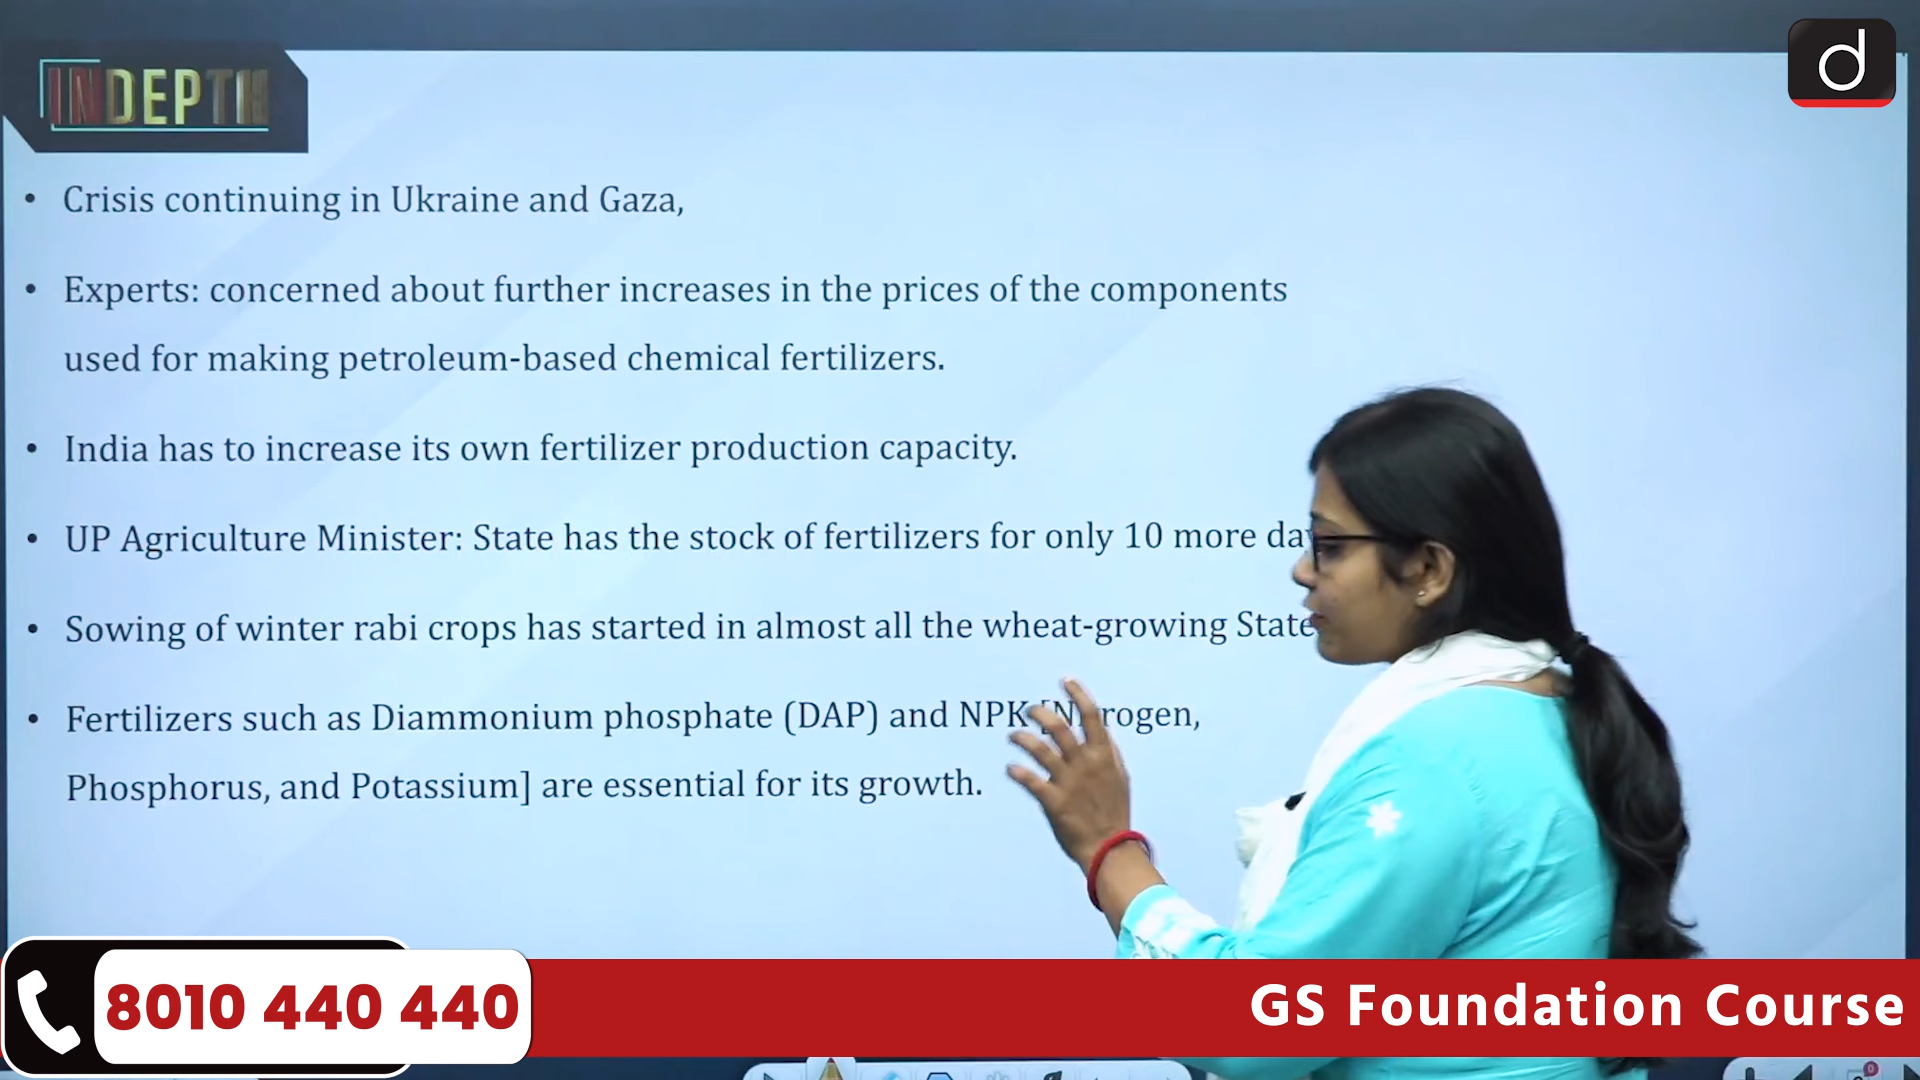 INDEPTH
d
• Crisis continuing in Ukraine and Gaza,
• Experts: concerned about further increases in the prices of the components
used for making petroleum-based chemical fertilizers.
• India has to increase its own fertilizer production capacity.
• UP Agriculture Minister: State has the stock of fertilizers for only 10 more
• Sowing of winter rabi crops has started in almost all the wheat-growing State
• Fertilizers such as Diammonium phosphate (DAP) and NPK [Nitrogen,
Phosphorus, and Potassium] are essential for its growth.
8010 440 440
GS Foundation Course
0